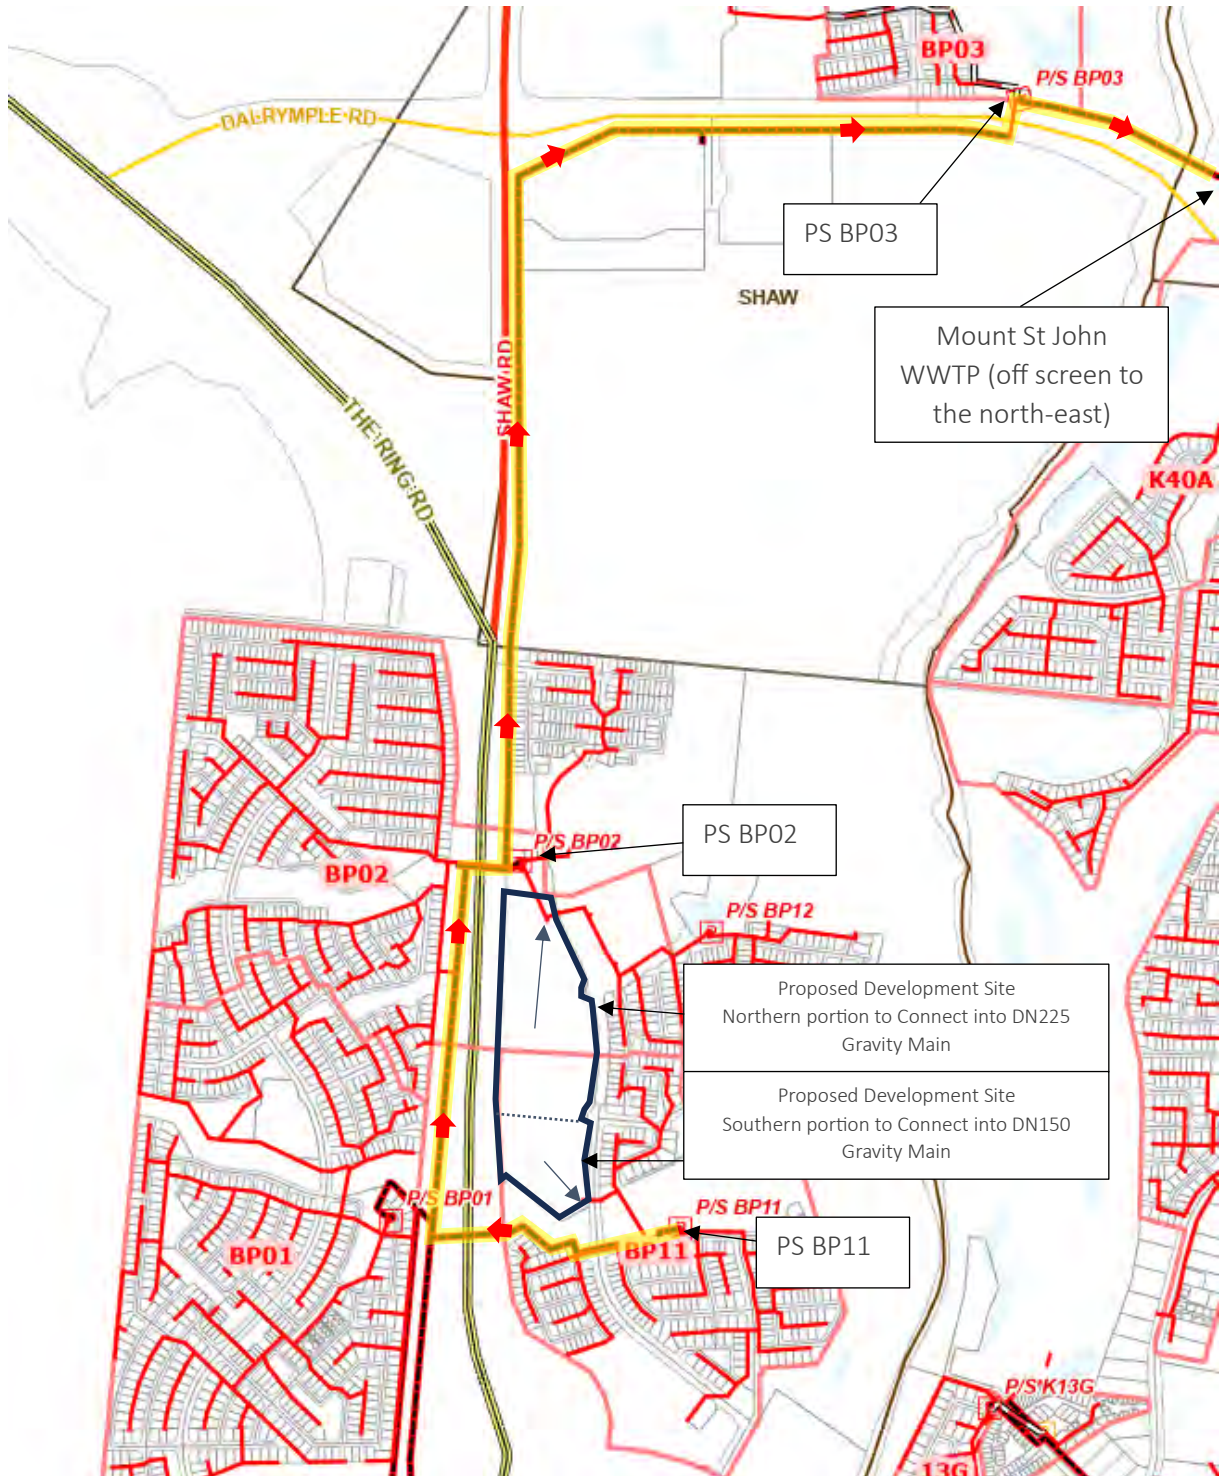 BP03
P/S BP03
DALRYMPLE RD
PS BP03
SHAW
Mount St John
WWTP (off screen to
the north-east)
SHAW RD
THE RING RD
K40A
PS BP02
P/S BP02
BP02
P/S BP12
Proposed Development Site
Northern portion to Connect into DN225
Gravity Main
Proposed Development Site
Southern portion to Connect into DN150
Gravity Main
P/S BP01
P/S BP11
BP01
BP11
PS BP11
P/S K13G
13G